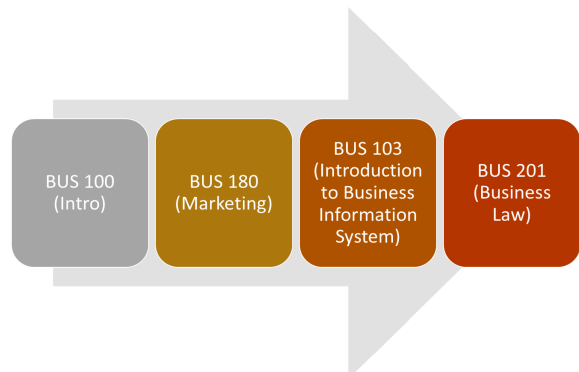 BUS 100
(Intro)
BUS 180
(Marketing)
BUS 103
(Introduction
to Business
Information
System)
BUS 201
(Business
Law)